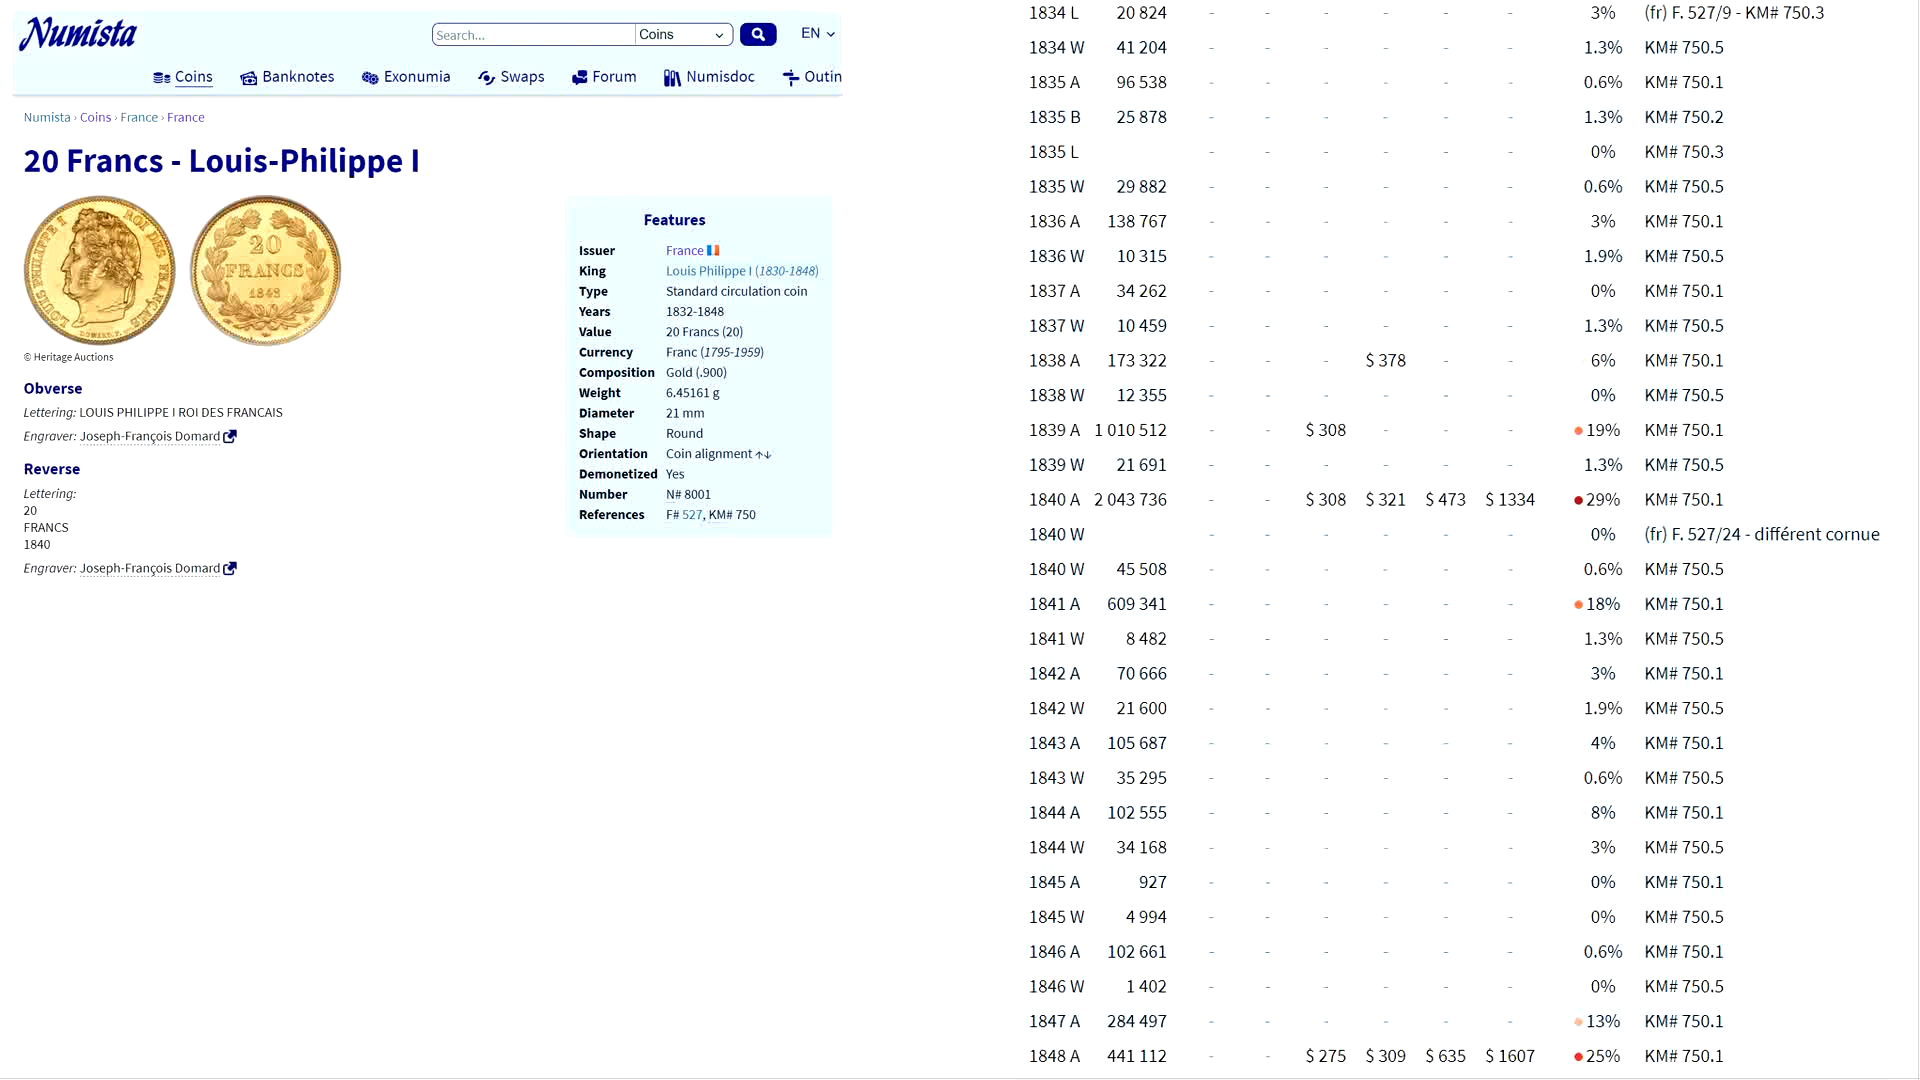 Numista
Search...
Coins
EN
Coins
Banknotes
Exonumia
Swaps
Forum
Numisdoc
Outin
Numista › Coins › France › France
20 Francs - Louis-Philippe I
LOUIS PHILIPPE I ROI DES FRANÇAIS
DOMARD F.
20
FRANCS
1848
© Heritage Auctions
Obverse
Lettering: LOUIS PHILIPPE I ROI DES FRANCAIS
Engraver: Joseph-François Domard
Reverse
Lettering:
20
FRANCS
1840
Engraver: Joseph-François Domard
Features
Issuer France
King Louis Philippe I (1830-1848)
Type Standard circulation coin
Years 1832-1848
Value 20 Francs (20)
Currency Franc (1795-1959)
Composition Gold (.900)
Weight 6.45161 g
Diameter 21 mm
Shape Round
Orientation Coin alignment ↑↓
Demonetized Yes
Number N# 8001
References F# 527, KM# 750
1834 L 20 824 - - - - - - 3% (fr) F. 527/9 - KM# 750.3
1834 W 41 204 - - - - - - 1.3% KM# 750.5
1835 A 96 538 - - - - - - 0.6% KM# 750.1
1835 B 25 878 - - - - - - 1.3% KM# 750.2
1835 L - - - - - - 0% KM# 750.3
1835 W 29 882 - - - - - - 0.6% KM# 750.5
1836 A 138 767 - - - - - - 3% KM# 750.1
1836 W 10 315 - - - - - - 1.9% KM# 750.5
1837 A 34 262 - - - - - - 0% KM# 750.1
1837 W 10 459 - - - - - - 1.3% KM# 750.5
1838 A 173 322 - - - $ 378 - - 6% KM# 750.1
1838 W 12 355 - - - - - - 0% KM# 750.5
1839 A 1 010 512 - - $ 308 - - - 19% KM# 750.1
1839 W 21 691 - - - - - - 1.3% KM# 750.5
1840 A 2 043 736 - - $ 308 $ 321 $ 473 $ 1334 29% KM# 750.1
1840 W - - - - - - 0% (fr) F. 527/24 - différent cornue
1840 W 45 508 - - - - - - 0.6% KM# 750.5
1841 A 609 341 - - - - - - 18% KM# 750.1
1841 W 8 482 - - - - - - 1.3% KM# 750.5
1842 A 70 666 - - - - - - 3% KM# 750.1
1842 W 21 600 - - - - - - 1.9% KM# 750.5
1843 A 105 687 - - - - - - 4% KM# 750.1
1843 W 35 295 - - - - - - 0.6% KM# 750.5
1844 A 102 555 - - - - - - 8% KM# 750.1
1844 W 34 168 - - - - - - 3% KM# 750.5
1845 A 927 - - - - - - 0% KM# 750.1
1845 W 4 994 - - - - - - 0% KM# 750.5
1846 A 102 661 - - - - - - 0.6% KM# 750.1
1846 W 1 402 - - - - - - 0% KM# 750.5
1847 A 284 497 - - - - - - 13% KM# 750.1
1848 A 441 112 - - $ 275 $ 309 $ 635 $ 1607 25% KM# 750.1